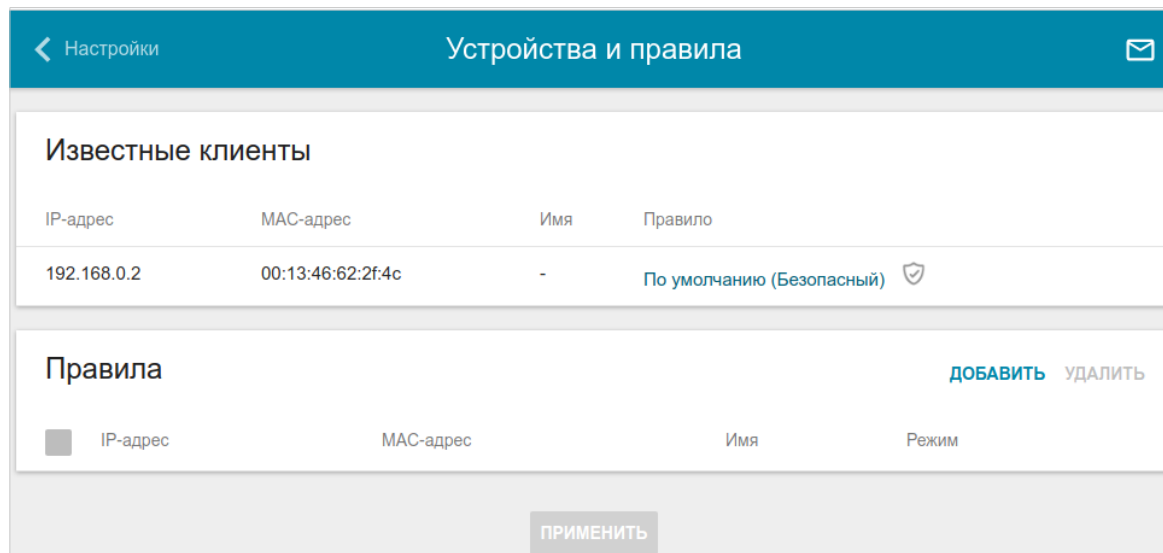 Настройки Устройства и правила
Известные клиенты
IP-адрес MAC-адрес Имя Правило
192.168.0.2 00:13:46:62:2f:4c - По умолчанию (Безопасный)
Правила ДОБАВИТЬ УДАЛИТЬ
IP-адрес MAC-адрес Имя Режим
ПРИМЕНИТЬ